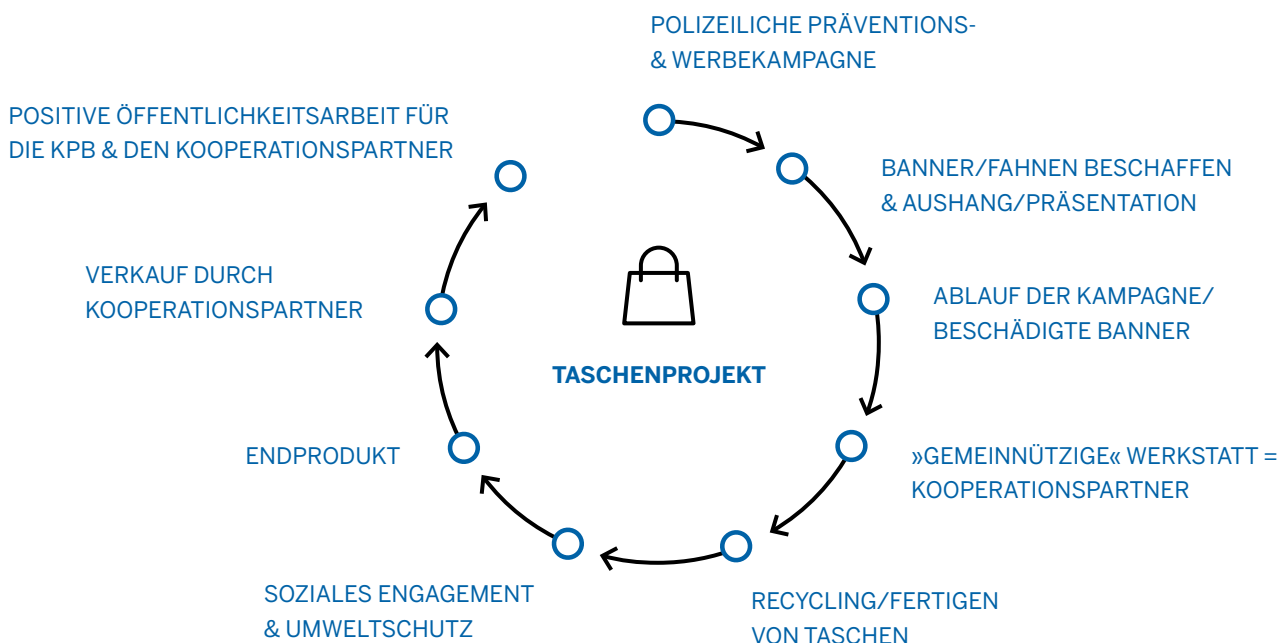 POLIZEILICHE PRÄVENTIONS-
& WERBEKAMPAGNE
BANNER/FAHNEN BESCHAFFEN
& AUSHANG/PRÄSENTATION
ABLAUF DER KAMPAGNE/
BESCHÄDIGTE BANNER
»GEMEINNÜTZIGE« WERKSTATT =
KOOPERATIONSPARTNER
RECYCLING/FERTIGEN
VON TASCHEN
SOZIALES ENGAGEMENT
& UMWELTSCHUTZ
ENDPRODUKT
VERKAUF DURCH
KOOPERATIONSPARTNER
POSITIVE ÖFFENTLICHKEITSARBEIT FÜR
DIE KPB & DEN KOOPERATIONSPARTNER
TASCHENPROJEKT